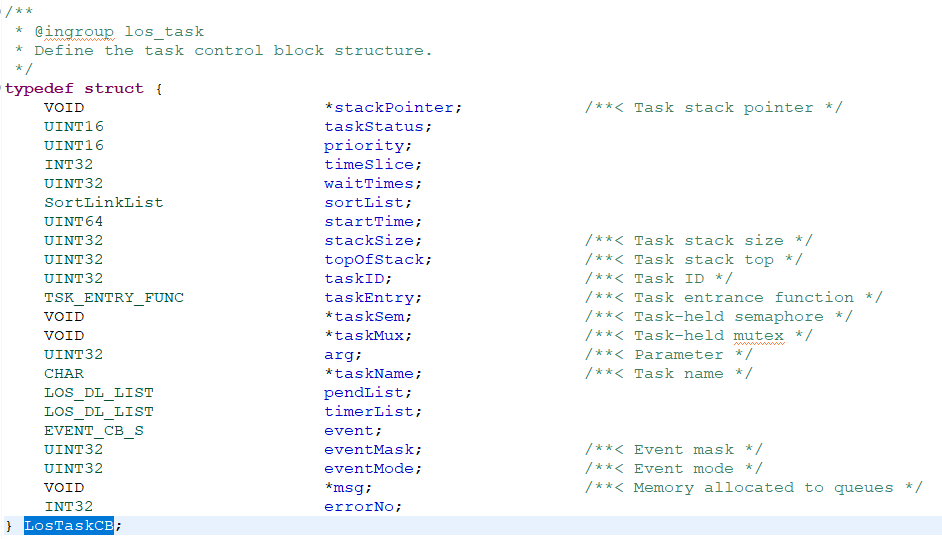 /**
 * @ingroup los_task
 * Define the task control block structure.
 */
typedef struct {
    VOID                        *stackPointer;            /**< Task stack pointer */
    UINT16                      taskStatus;
    UINT16                      priority;
    INT32                       timeSlice;
    UINT32                      waitTimes;
    SortLinkList                sortList;
    UINT64                      startTime;
    UINT32                      stackSize;                /**< Task stack size */
    UINT32                      topOfStack;               /**< Task stack top */
    UINT32                      taskID;                   /**< Task ID */
    TSK_ENTRY_FUNC              taskEntry;                /**< Task entrance function */
    VOID                        *taskSem;                 /**< Task-held semaphore */
    VOID                        *taskMux;                 /**< Task-held mutex */
    UINT32                      arg;                      /**< Parameter */
    CHAR                        *taskName;                /**< Task name */
    LOS_DL_LIST                 pendList;
    LOS_DL_LIST                 timerList;
    EVENT_CB_S                  event;
    UINT32                      eventMask;                /**< Event mask */
    UINT32                      eventMode;                /**< Event mode */
    VOID                        *msg;                     /**< Memory allocated to queues */
    INT32                       errorNo;
} LosTaskCB;